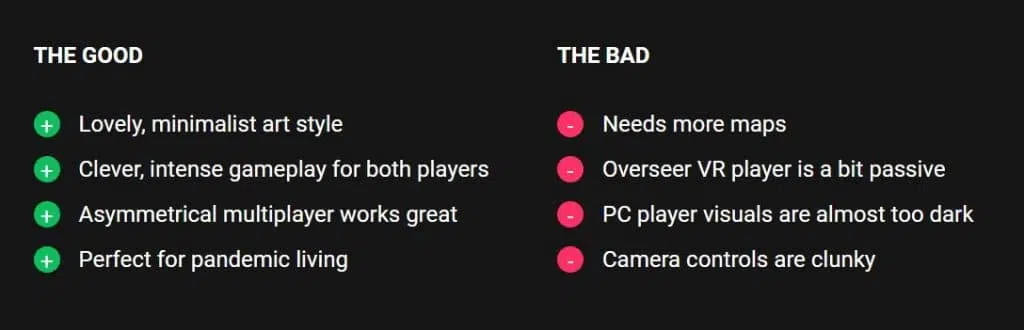 THE GOOD
+ Lovely, minimalist art style
+ Clever, intense gameplay for both players
+ Asymmetrical multiplayer works great
+ Perfect for pandemic living
THE BAD
- Needs more maps
- Overseer VR player is a bit passive
- PC player visuals are almost too dark
- Camera controls are clunky